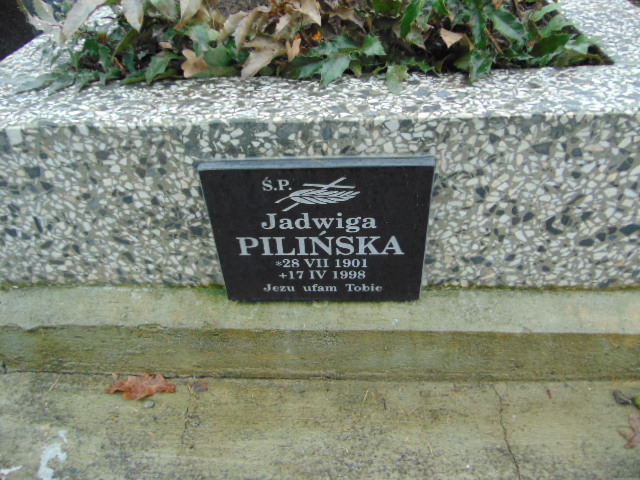 Ś.P.
Jadwiga
PILIŃSKA
*28 VII 1901
+17 IV 1998
Jezu ufam Tobie